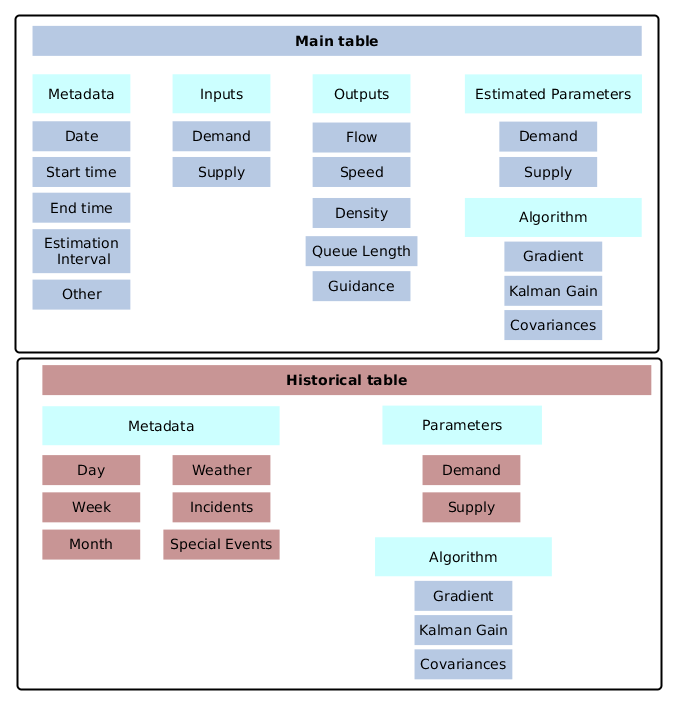 Main table
Metadata
Date
Start time
End time
Estimation
Interval
Other
Inputs
Demand
Supply
Outputs
Flow
Speed
Density
Queue Length
Guidance
Estimated Parameters
Demand
Supply
Algorithm
Gradient
Kalman Gain
Covariances
Historical table
Metadata
Day
Week
Month
Weather
Incidents
Special Events
Parameters
Demand
Supply
Algorithm
Gradient
Kalman Gain
Covariances